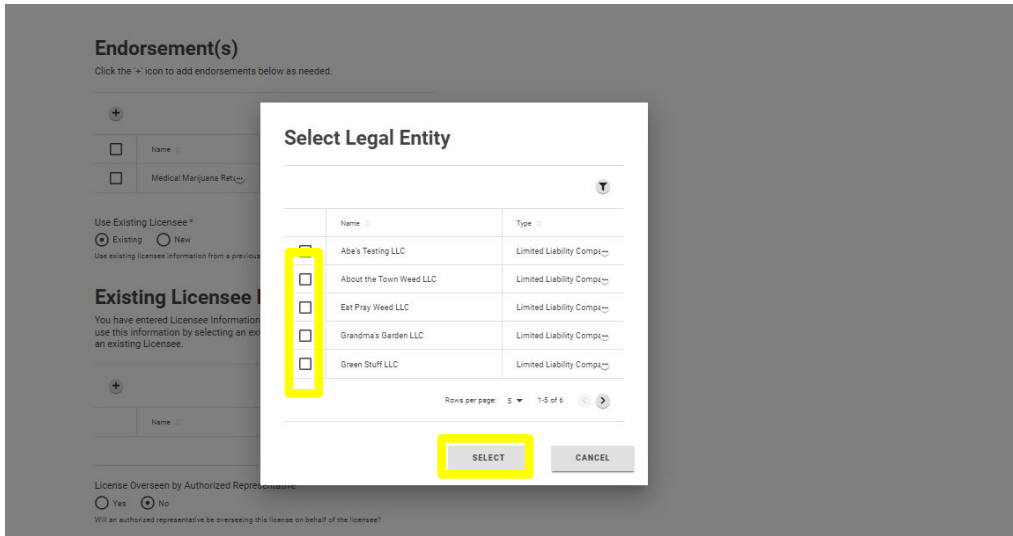 Endorsement(s)
Click the '+' icon to add endorsements below as needed.
Name
Medical Marijuana Reta...
Use Existing Licensee *
Existing New
Use existing licensee information from a previous
Existing Licensee
You have entered Licensee Information
use this information by selecting an
an existing Licensee.
Name
License Overseen by Authorized Representative
Yes No
Will an authorized representative be overseeing this license on behalf of the licensee?
Select Legal Entity
Name Type
Abe's Testing LLC Limited Liability Compa...
About the Town Weed LLC Limited Liability Compa...
Eat Pray Weed LLC Limited Liability Compa...
Grandma's Garden LLC Limited Liability Compa...
Green Stuff LLC Limited Liability Compa...
Rows per page: 5 1-5 of 6
SELECT CANCEL